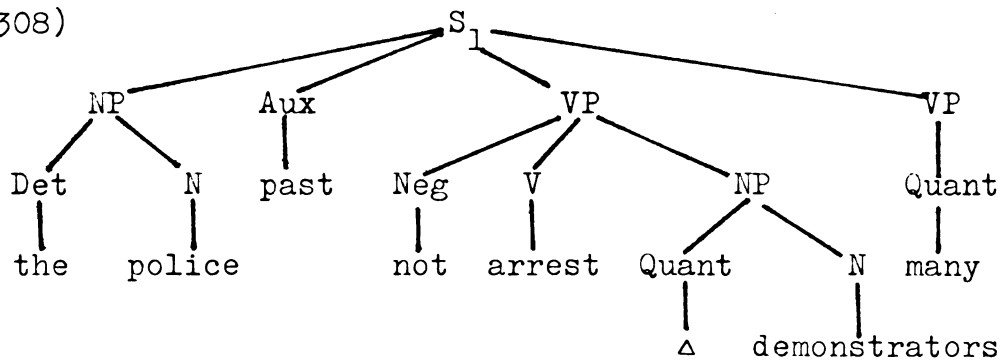 308)
S1
NP Aux VP VP
Det N past Neg V NP Quant
the police not arrest Quant N many
Δ demonstrators